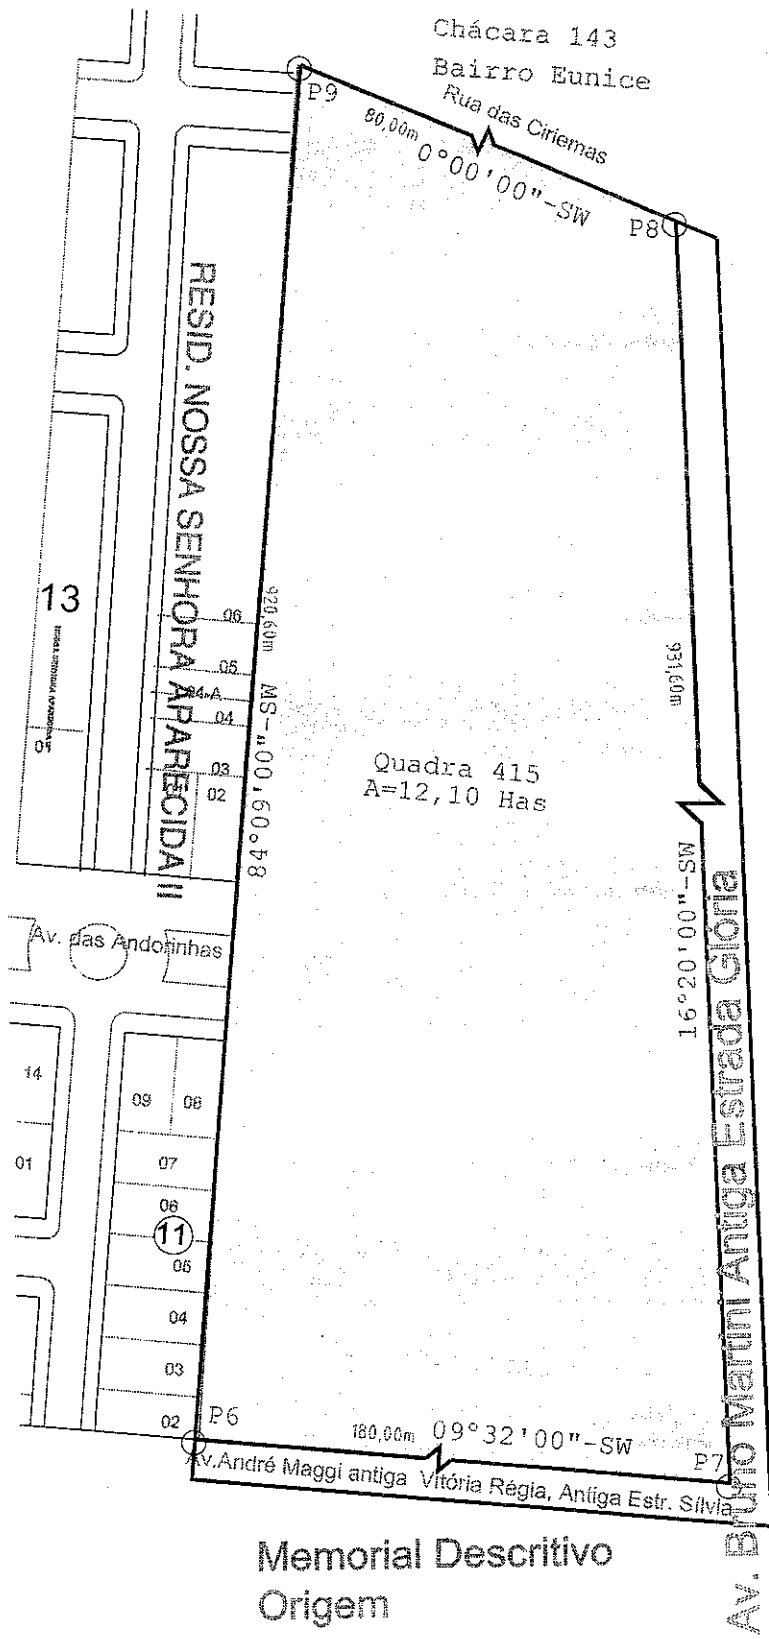 Chácara 143
Bairro Eunice
Rua das Ciriemas
P9
80,00m
0°00'00"-SW
P8
RESID. NOSSA SENHORA APARECIDA II
13
01
06
05
04-A
04
03
02
920,60m
84°09'00"-SW
931,60m
Quadra 415
A=12,10 Has
16°20'00"-SW
Av. das Andorinhas
14
01
09
08
07
06
11
05
04
03
02
P6
180,00m
09°32'00"-SW
P7
Av.André Maggi antiga Vitória Régia, Antiga Estr. Sílvia
Av. Bruno Martini Antiga Estrada Glória
Memorial Descritivo
Origem